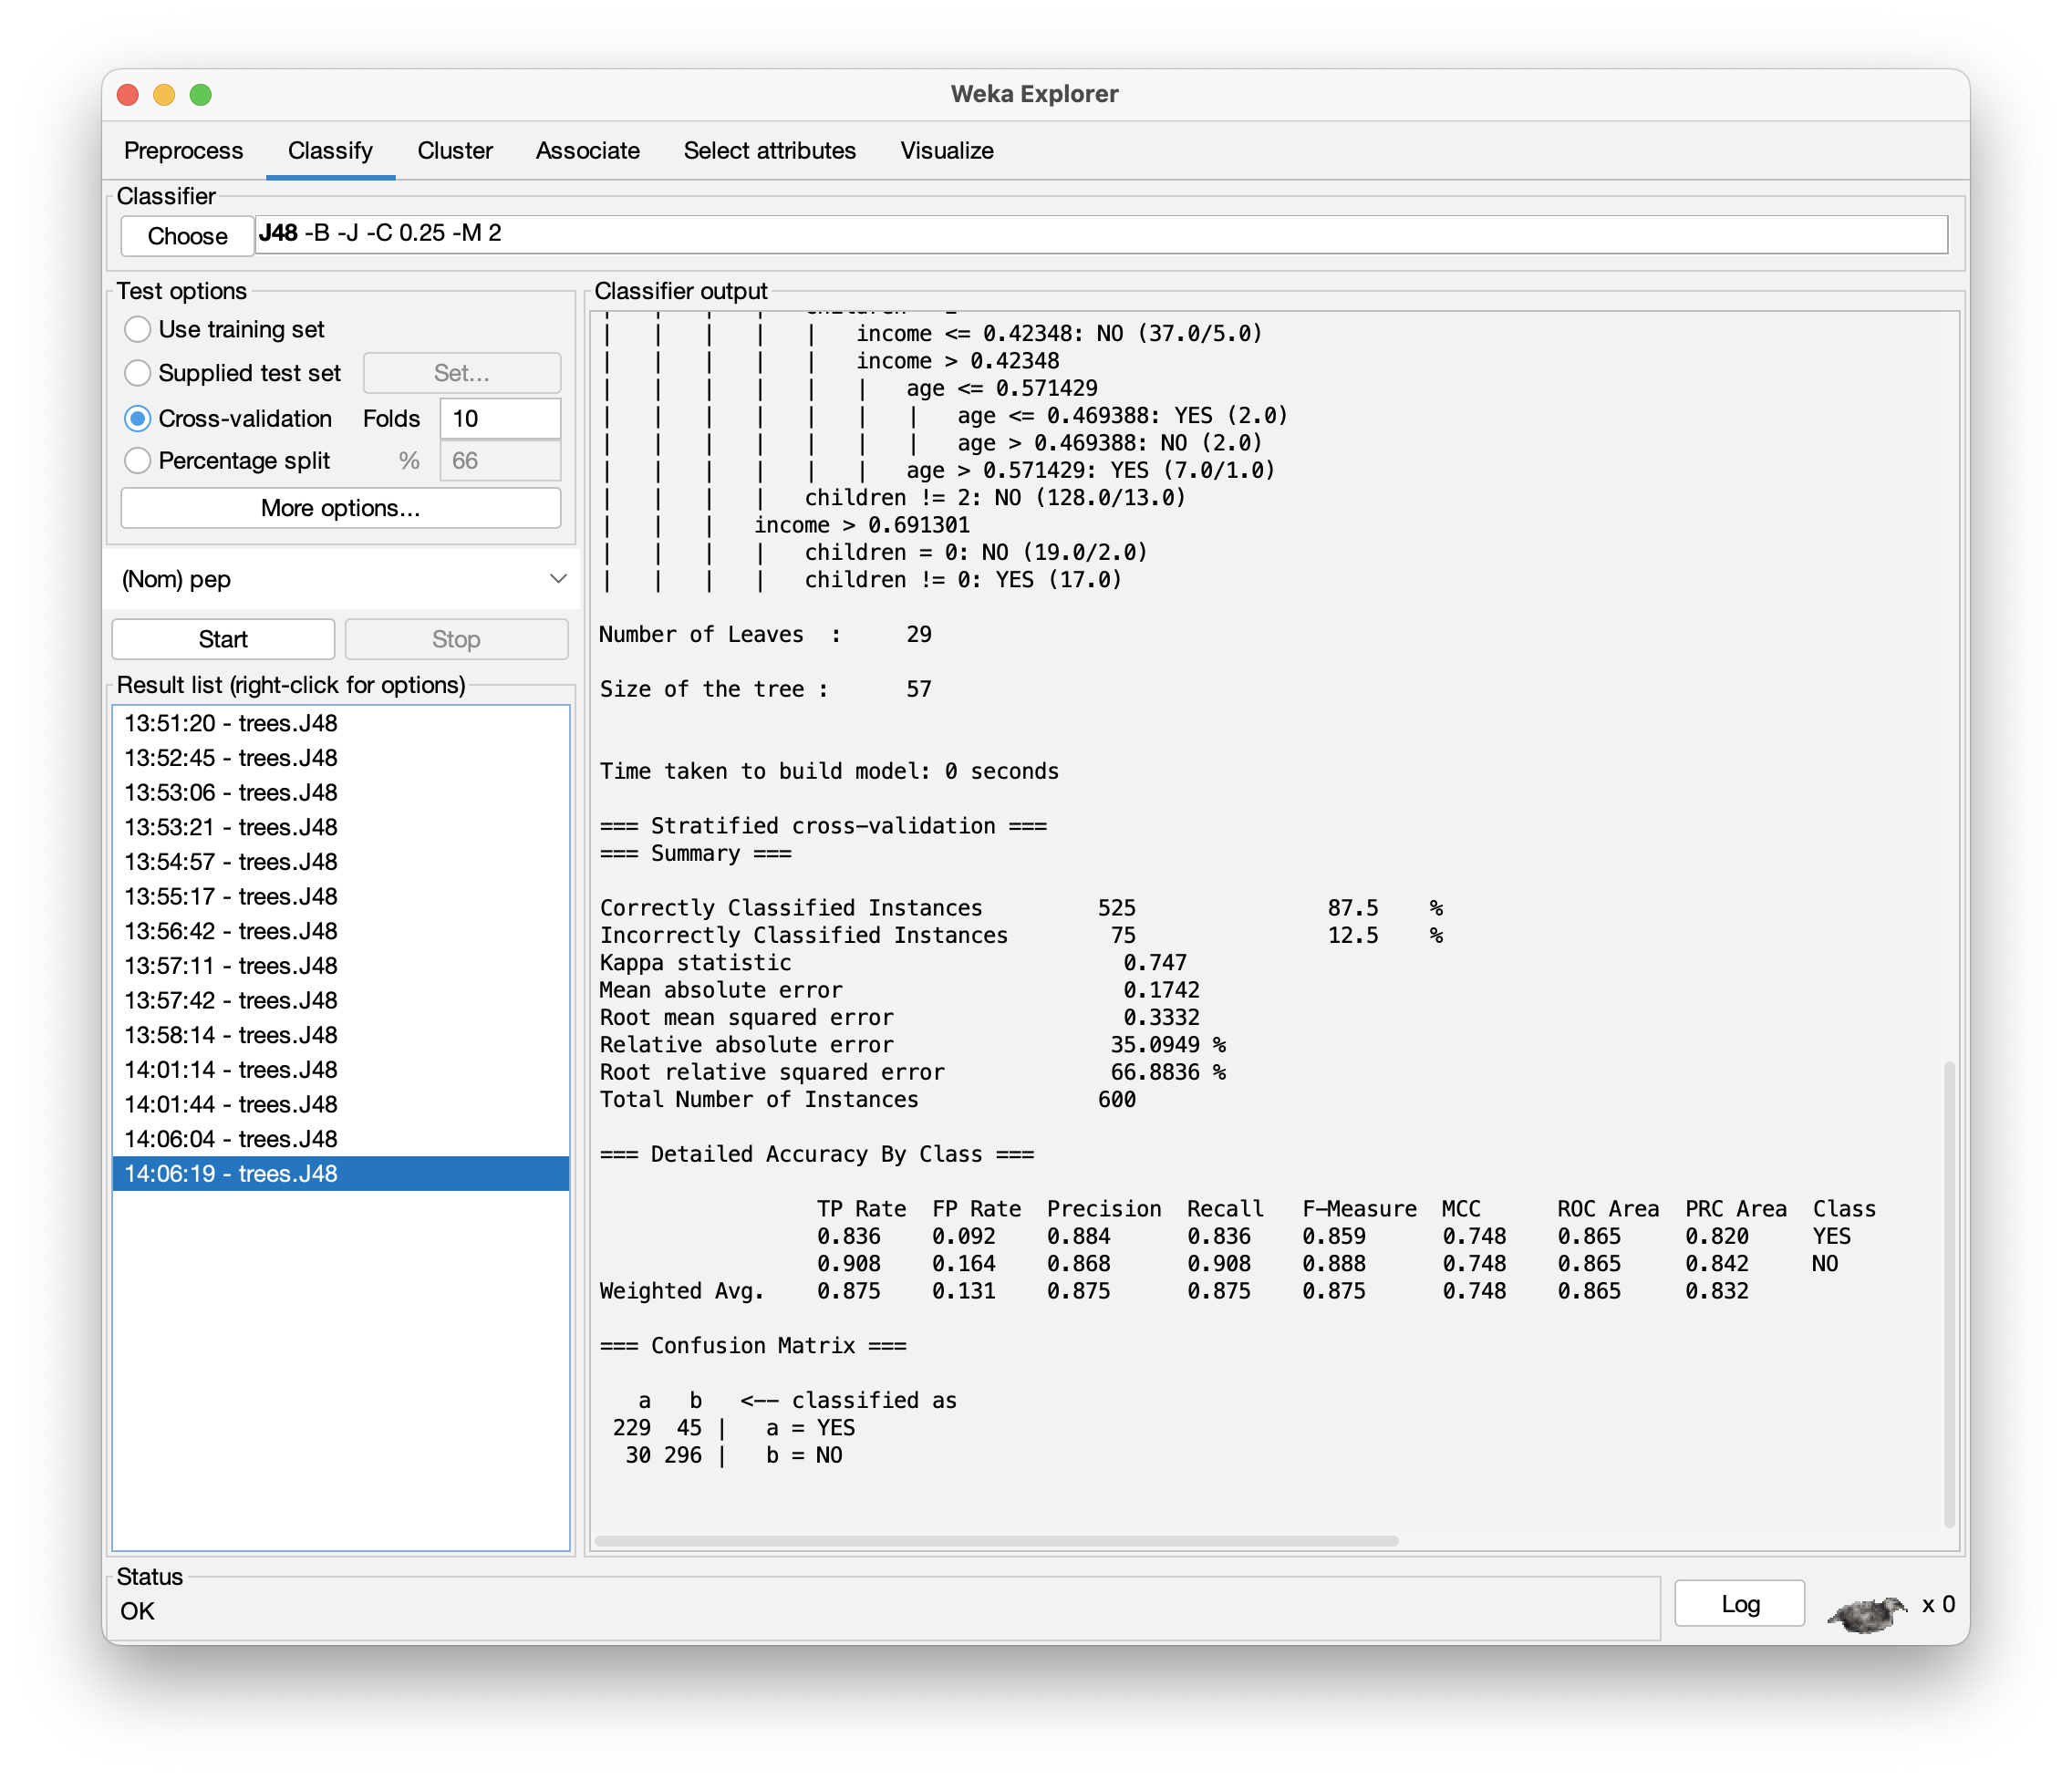 Weka Explorer
Preprocess Classify Cluster Associate Select attributes Visualize
Classifier
Choose J48 -B -J -C 0.25 -M 2
Test options
Use training set
Supplied test set Set...
Cross-validation Folds 10
Percentage split % 66
More options...
(Nom) pep
Start Stop
Result list (right-click for options)
13:51:20 - trees.J48
13:52:45 - trees.J48
13:53:06 - trees.J48
13:53:21 - trees.J48
13:54:57 - trees.J48
13:55:17 - trees.J48
13:56:42 - trees.J48
13:57:11 - trees.J48
13:57:42 - trees.J48
13:58:14 - trees.J48
14:01:14 - trees.J48
14:01:44 - trees.J48
14:06:04 - trees.J48
14:06:19 - trees.J48
Classifier output
| | | | | income <= 0.42348: NO (37.0/5.0)
| | | | | income > 0.42348
| | | | | | age <= 0.571429
| | | | | | | age <= 0.469388: YES (2.0)
| | | | | | | age > 0.469388: NO (2.0)
| | | | | | age > 0.571429: YES (7.0/1.0)
| | | | children != 2: NO (128.0/13.0)
| | | income > 0.691301
| | | | children = 0: NO (19.0/2.0)
| | | | children != 0: YES (17.0)
Number of Leaves : 29
Size of the tree : 57
Time taken to build model: 0 seconds
=== Stratified cross-validation ===
=== Summary ===
Correctly Classified Instances 525 87.5 %
Incorrectly Classified Instances 75 12.5 %
Kappa statistic 0.747
Mean absolute error 0.1742
Root mean squared error 0.3332
Relative absolute error 35.0949 %
Root relative squared error 66.8836 %
Total Number of Instances 600
=== Detailed Accuracy By Class ===
TP Rate FP Rate Precision Recall F-Measure MCC ROC Area PRC Area Class
0.836 0.092 0.884 0.836 0.859 0.748 0.865 0.820 YES
0.908 0.164 0.868 0.908 0.888 0.748 0.865 0.842 NO
Weighted Avg. 0.875 0.131 0.875 0.875 0.875 0.748 0.865 0.832
=== Confusion Matrix ===
a b <-- classified as
229 45 | a = YES
30 296 | b = NO
Status
OK
Log
x 0